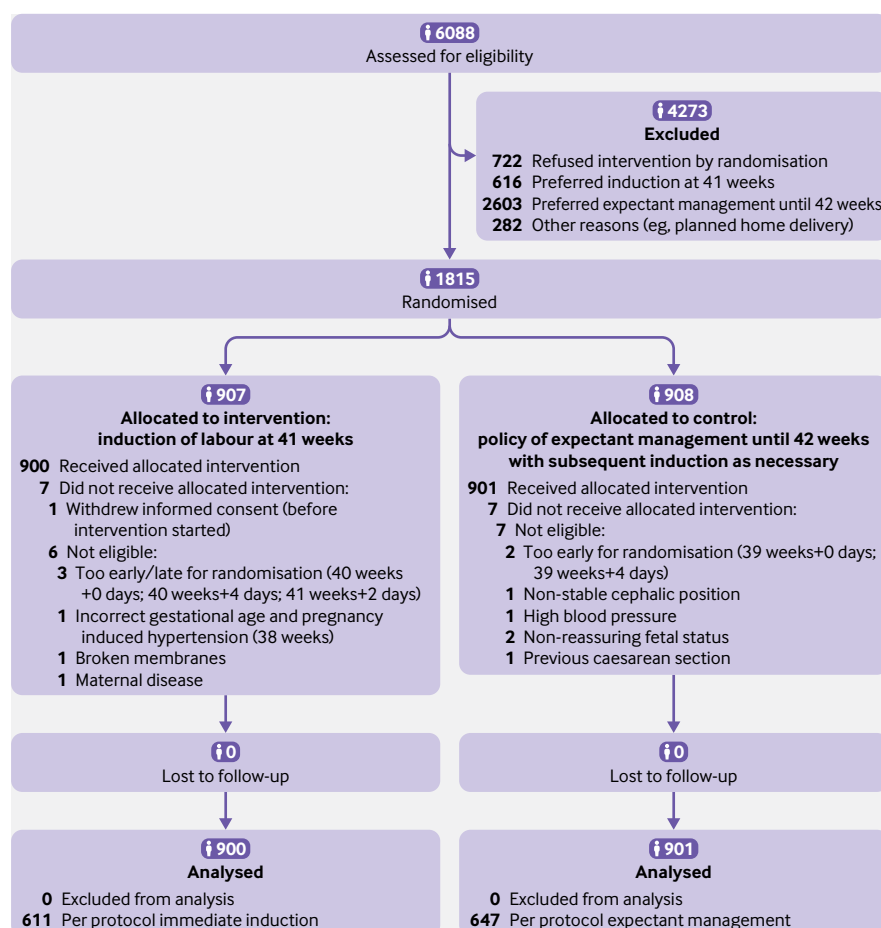 6088
Assessed for eligibility
4273
Excluded
722 Refused intervention by randomisation
616 Preferred induction at 41 weeks
2603 Preferred expectant management until 42 weeks
282 Other reasons (eg, planned home delivery)
1815
Randomised
907
Allocated to intervention:
induction of labour at 41 weeks
900 Received allocated intervention
7 Did not receive allocated intervention:
1 Withdrew informed consent (before
intervention started)
6 Not eligible:
3 Too early/late for randomisation (40 weeks
+0 days; 40 weeks+4 days; 41 weeks+2 days)
1 Incorrect gestational age and pregnancy
induced hypertension (38 weeks)
1 Broken membranes
1 Maternal disease
908
Allocated to control:
policy of expectant management until 42 weeks
with subsequent induction as necessary
901 Received allocated intervention
7 Did not receive allocated intervention:
7 Not eligible:
2 Too early for randomisation (39 weeks+0 days;
39 weeks+4 days)
1 Non-stable cephalic position
1 High blood pressure
2 Non-reassuring fetal status
1 Previous caesarean section
0
Lost to follow-up
0
Lost to follow-up
900
Analysed
0 Excluded from analysis
611 Per protocol immediate induction
901
Analysed
0 Excluded from analysis
647 Per protocol expectant management